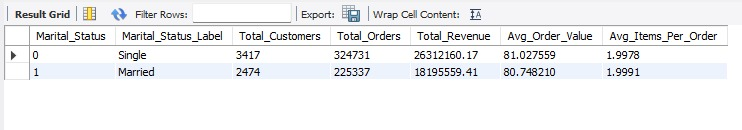 Result Grid Filter Rows: Export: Wrap Cell Content:
Marital_Status Marital_Status_Label Total_Customers Total_Orders Total_Revenue Avg_Order_Value Avg_Items_Per_Order
0 Single 3417 324731 26312160.17 81.027559 1.9978
1 Married 2474 225337 18195559.41 80.748210 1.9991